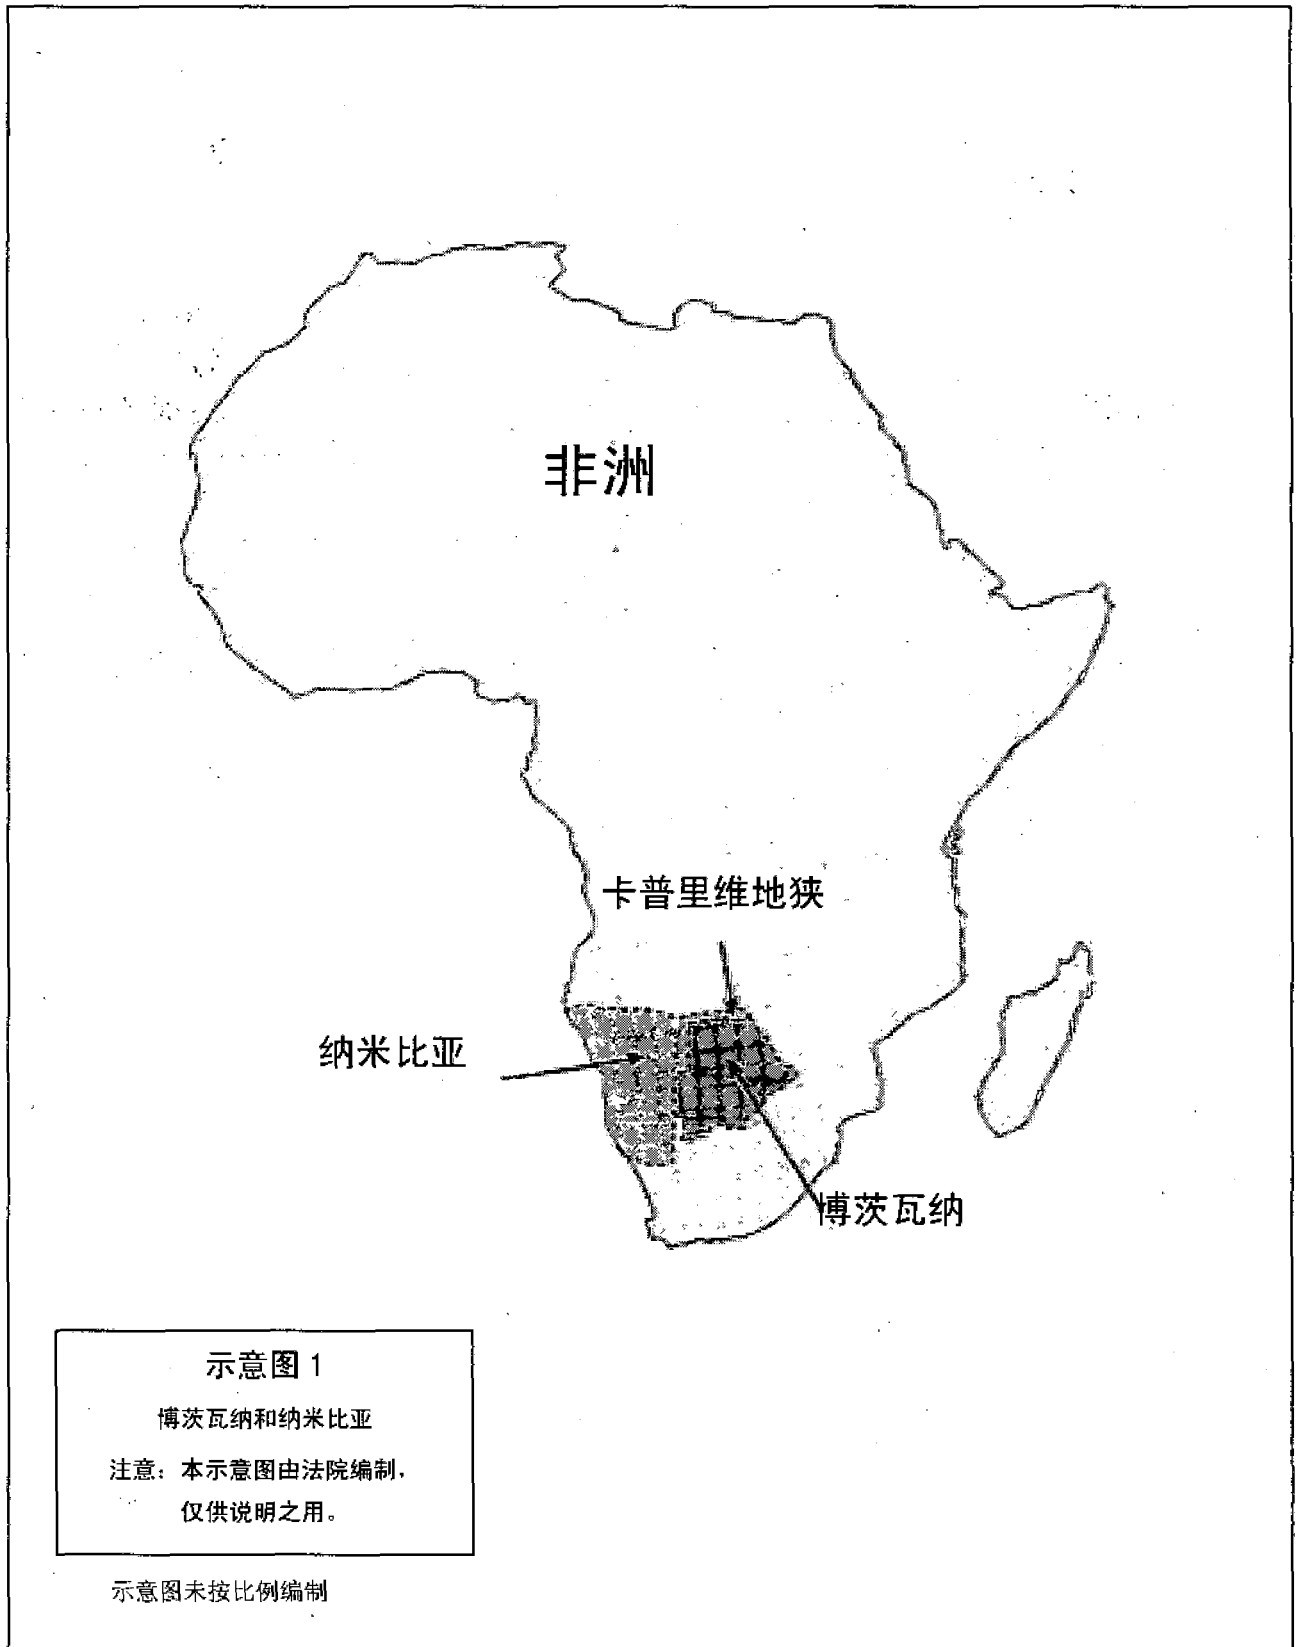 非洲
卡普里维地狭
纳米比亚
博茨瓦纳
示意图 1
博茨瓦纳和纳米比亚
注意：本示意图由法院编制，
仅供说明之用。
示意图未按比例编制